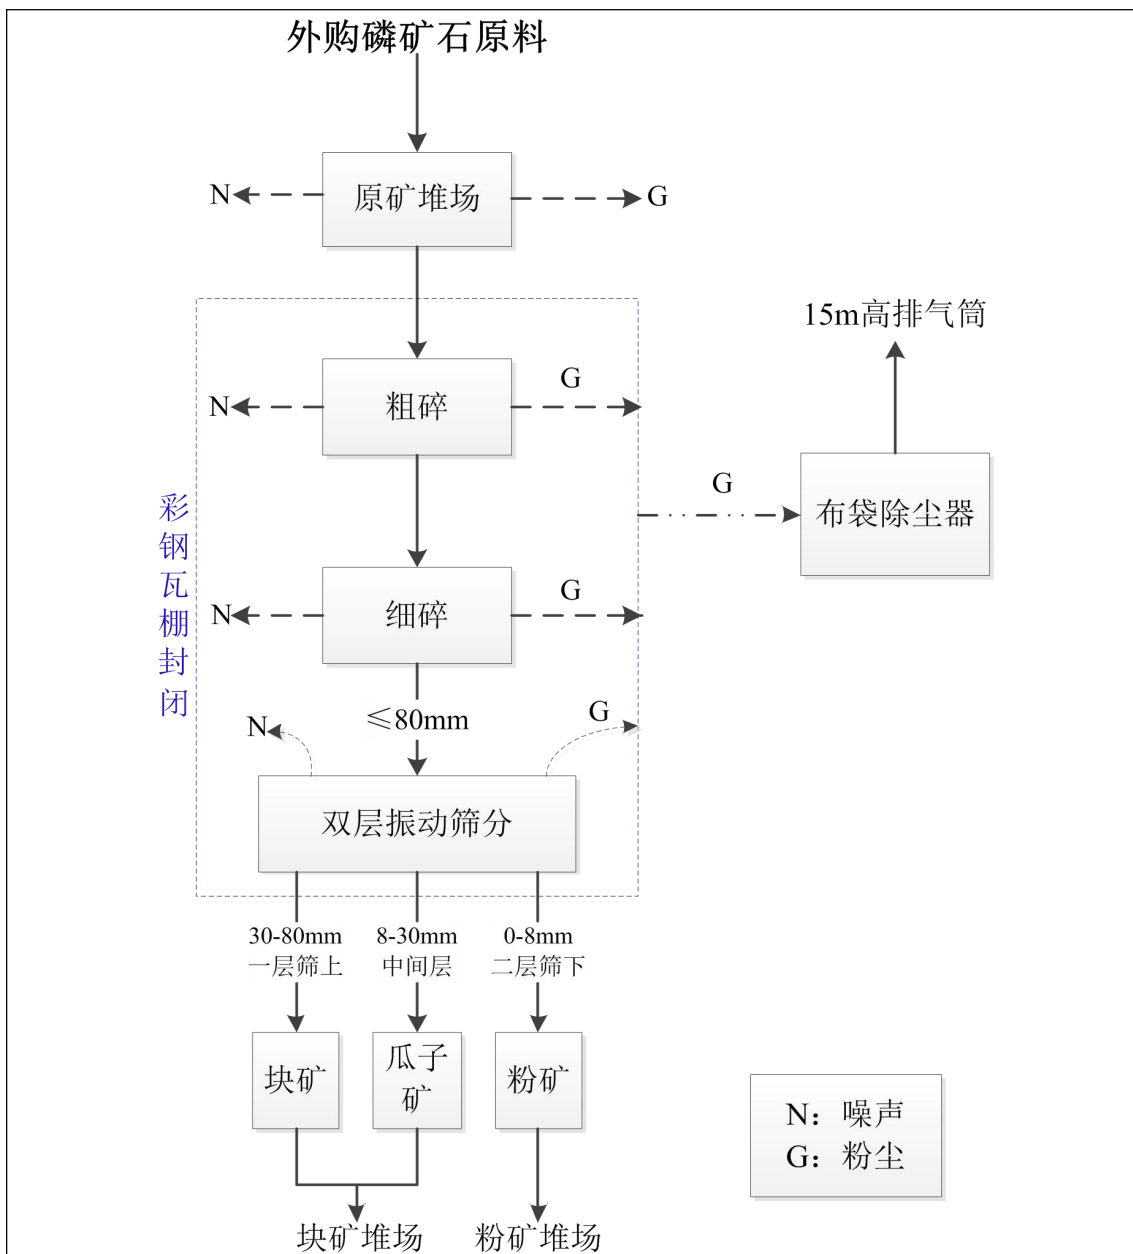 外购磷矿石原料
N
原矿堆场
G
15m高排气筒
G
N
粗碎
彩钢瓦棚封闭
G
布袋除尘器
G
N
细碎
≤80mm
N
G
双层振动筛分
30-80mm
一层筛上
8-30mm
中间层
0-8mm
二层筛下
块矿
瓜子
矿
粉矿
N：噪声
G：粉尘
块矿堆场
粉矿堆场